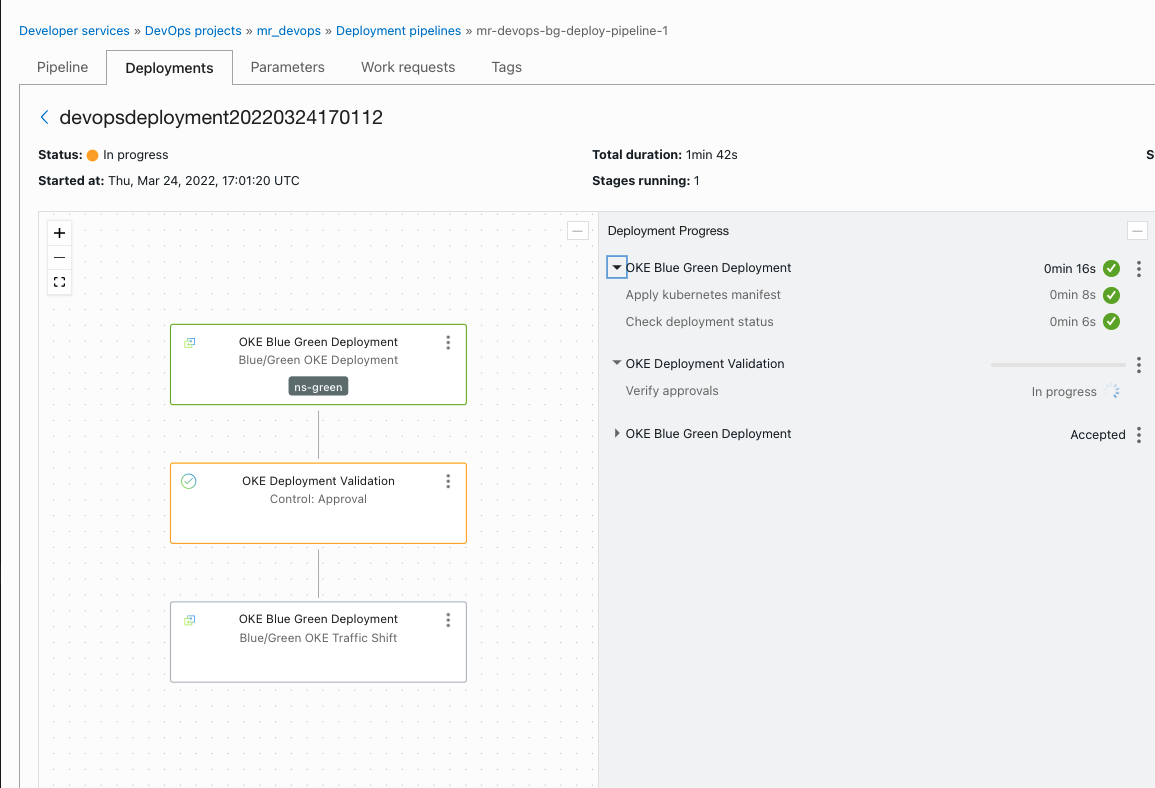 Developer services » DevOps projects » mr_devops » Deployment pipelines » mr-devops-bg-deploy-pipeline-1
Pipeline Deployments Parameters Work requests Tags
devopsdeployment20220324170112
Status: In progress Total duration: 1min 42s S
Started at: Thu, Mar 24, 2022, 17:01:20 UTC Stages running: 1
OKE Blue Green Deployment
Blue/Green OKE Deployment
ns-green
OKE Deployment Validation
Control: Approval
OKE Blue Green Deployment
Blue/Green OKE Traffic Shift
Deployment Progress
OKE Blue Green Deployment 0min 16s
Apply kubernetes manifest 0min 8s
Check deployment status 0min 6s
OKE Deployment Validation
Verify approvals In progress
OKE Blue Green Deployment Accepted